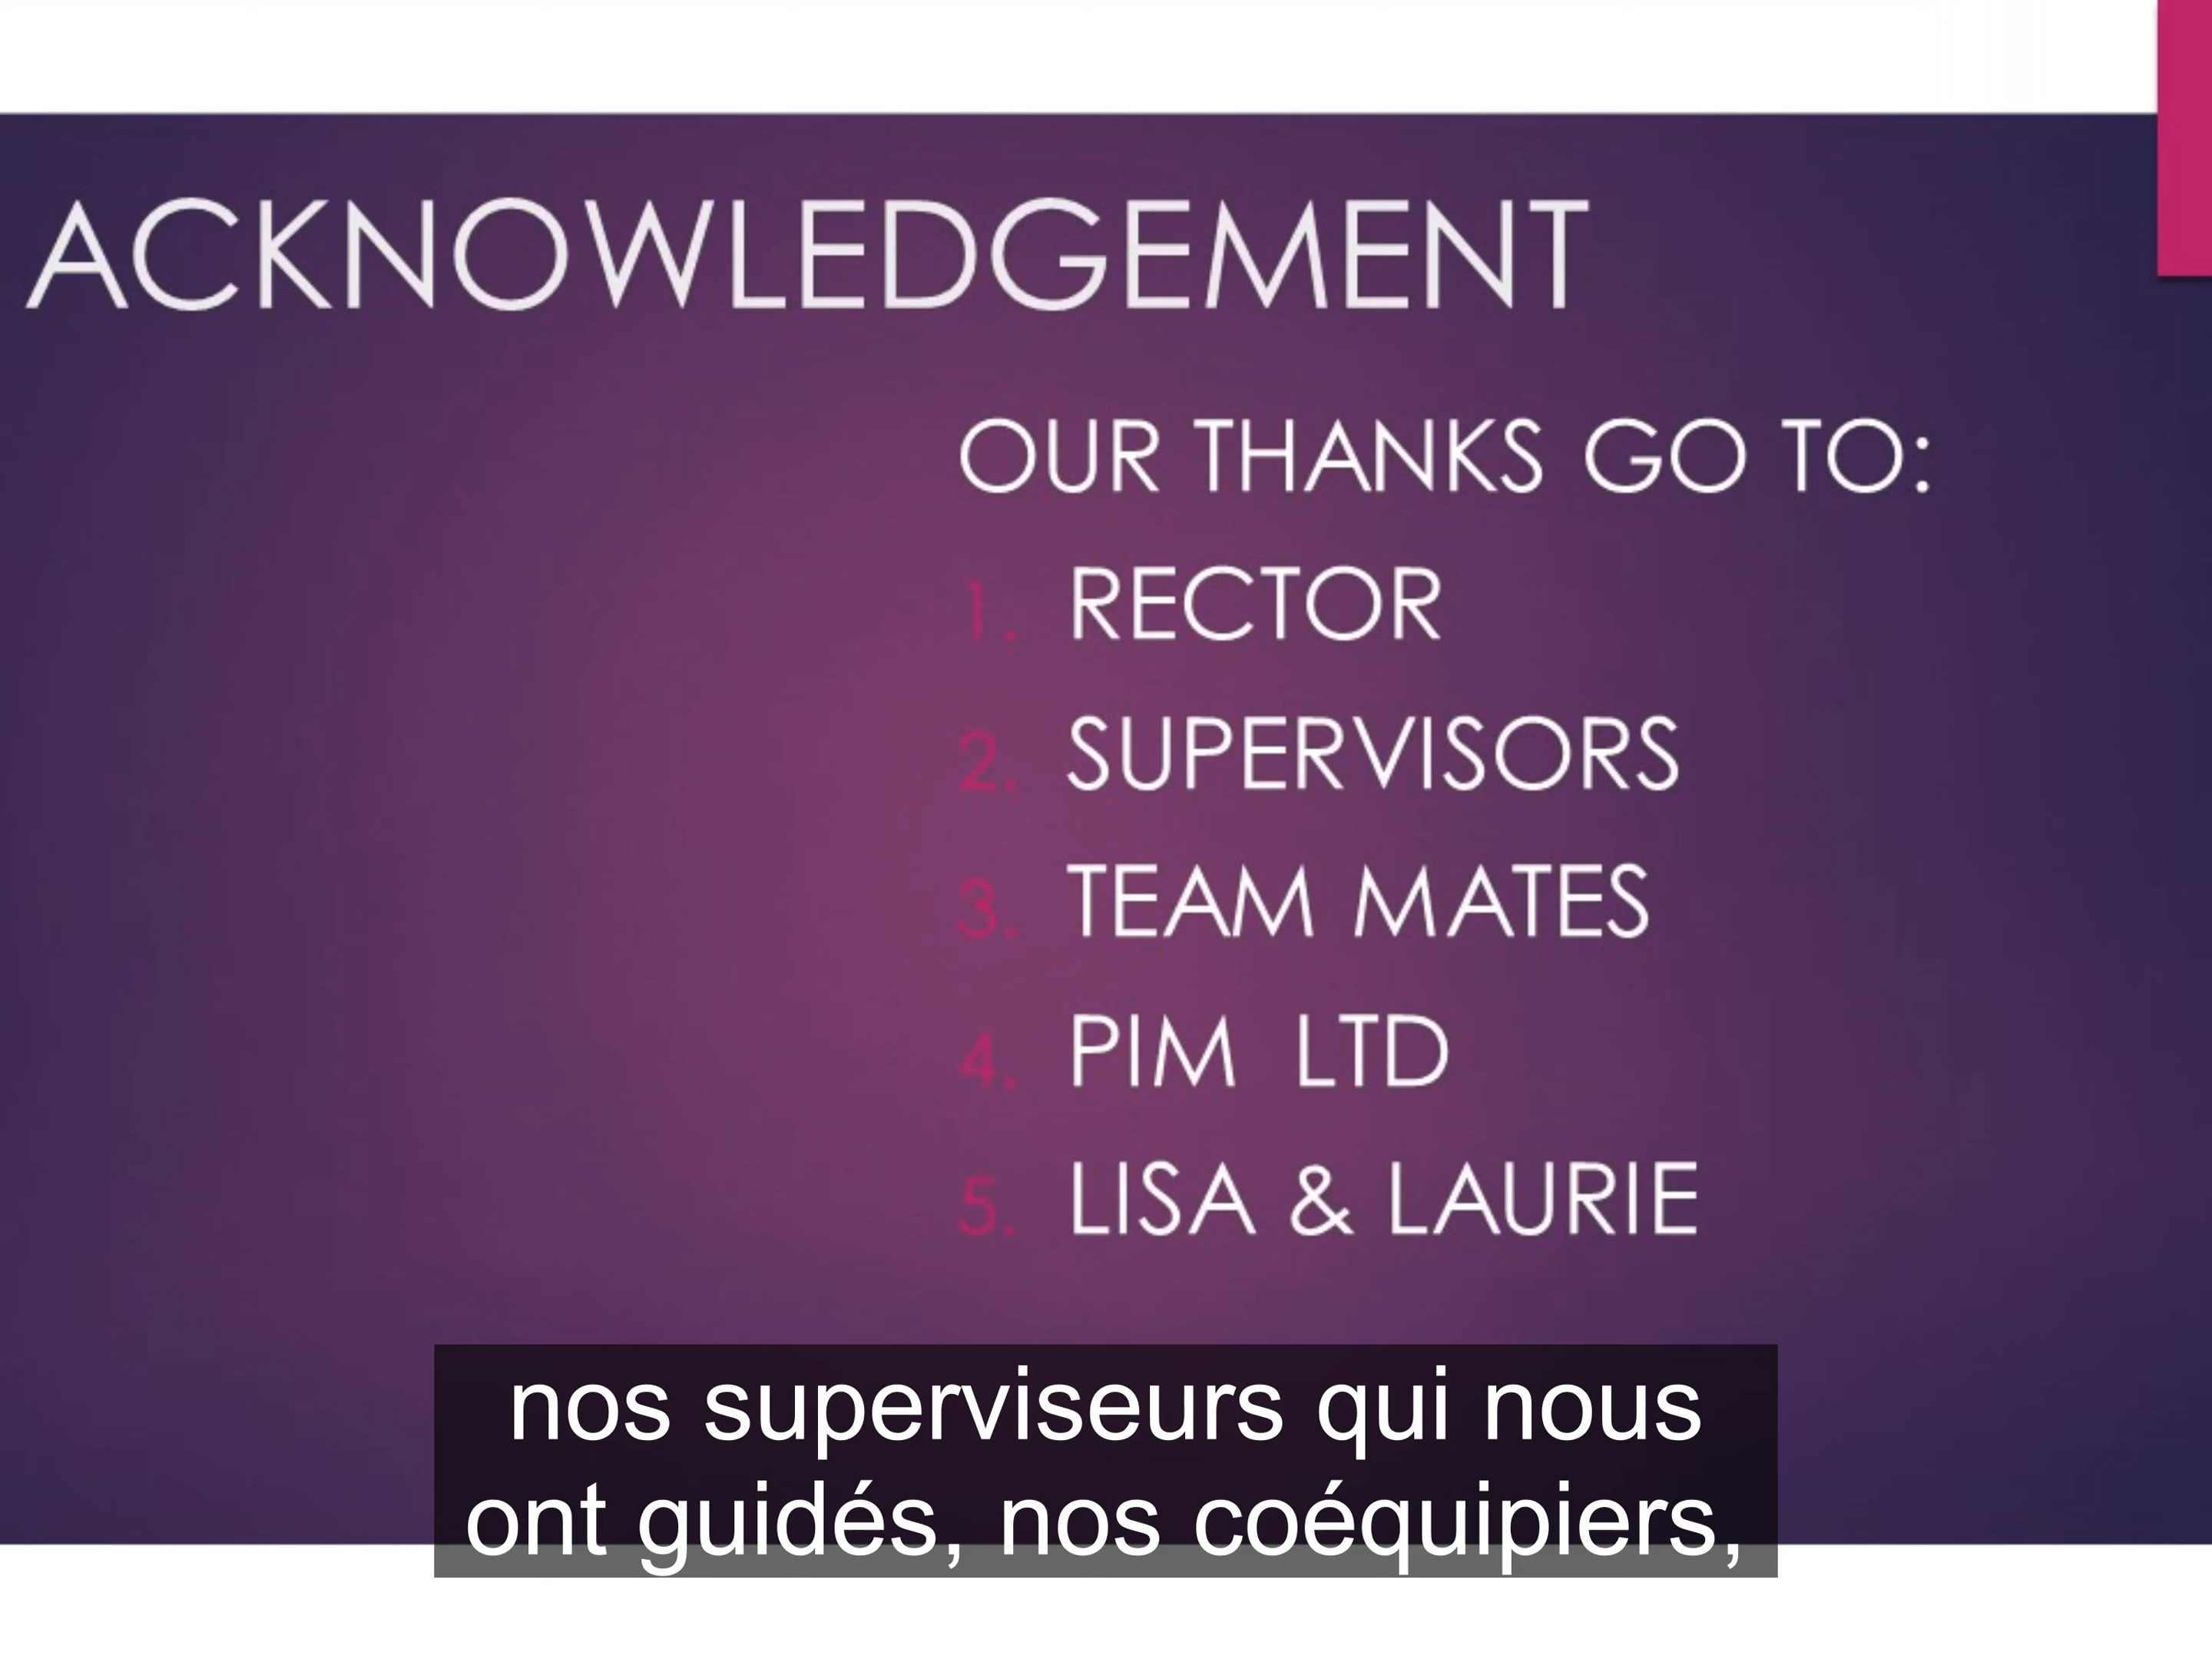 ACKNOWLEDGEMENT
OUR THANKS GO TO:
1. RECTOR
2. SUPERVISORS
3. TEAM MATES
4. PIM LTD
5. LISA & LAURIE
nos superviseurs qui nous
ont guidés, nos coéquipiers,